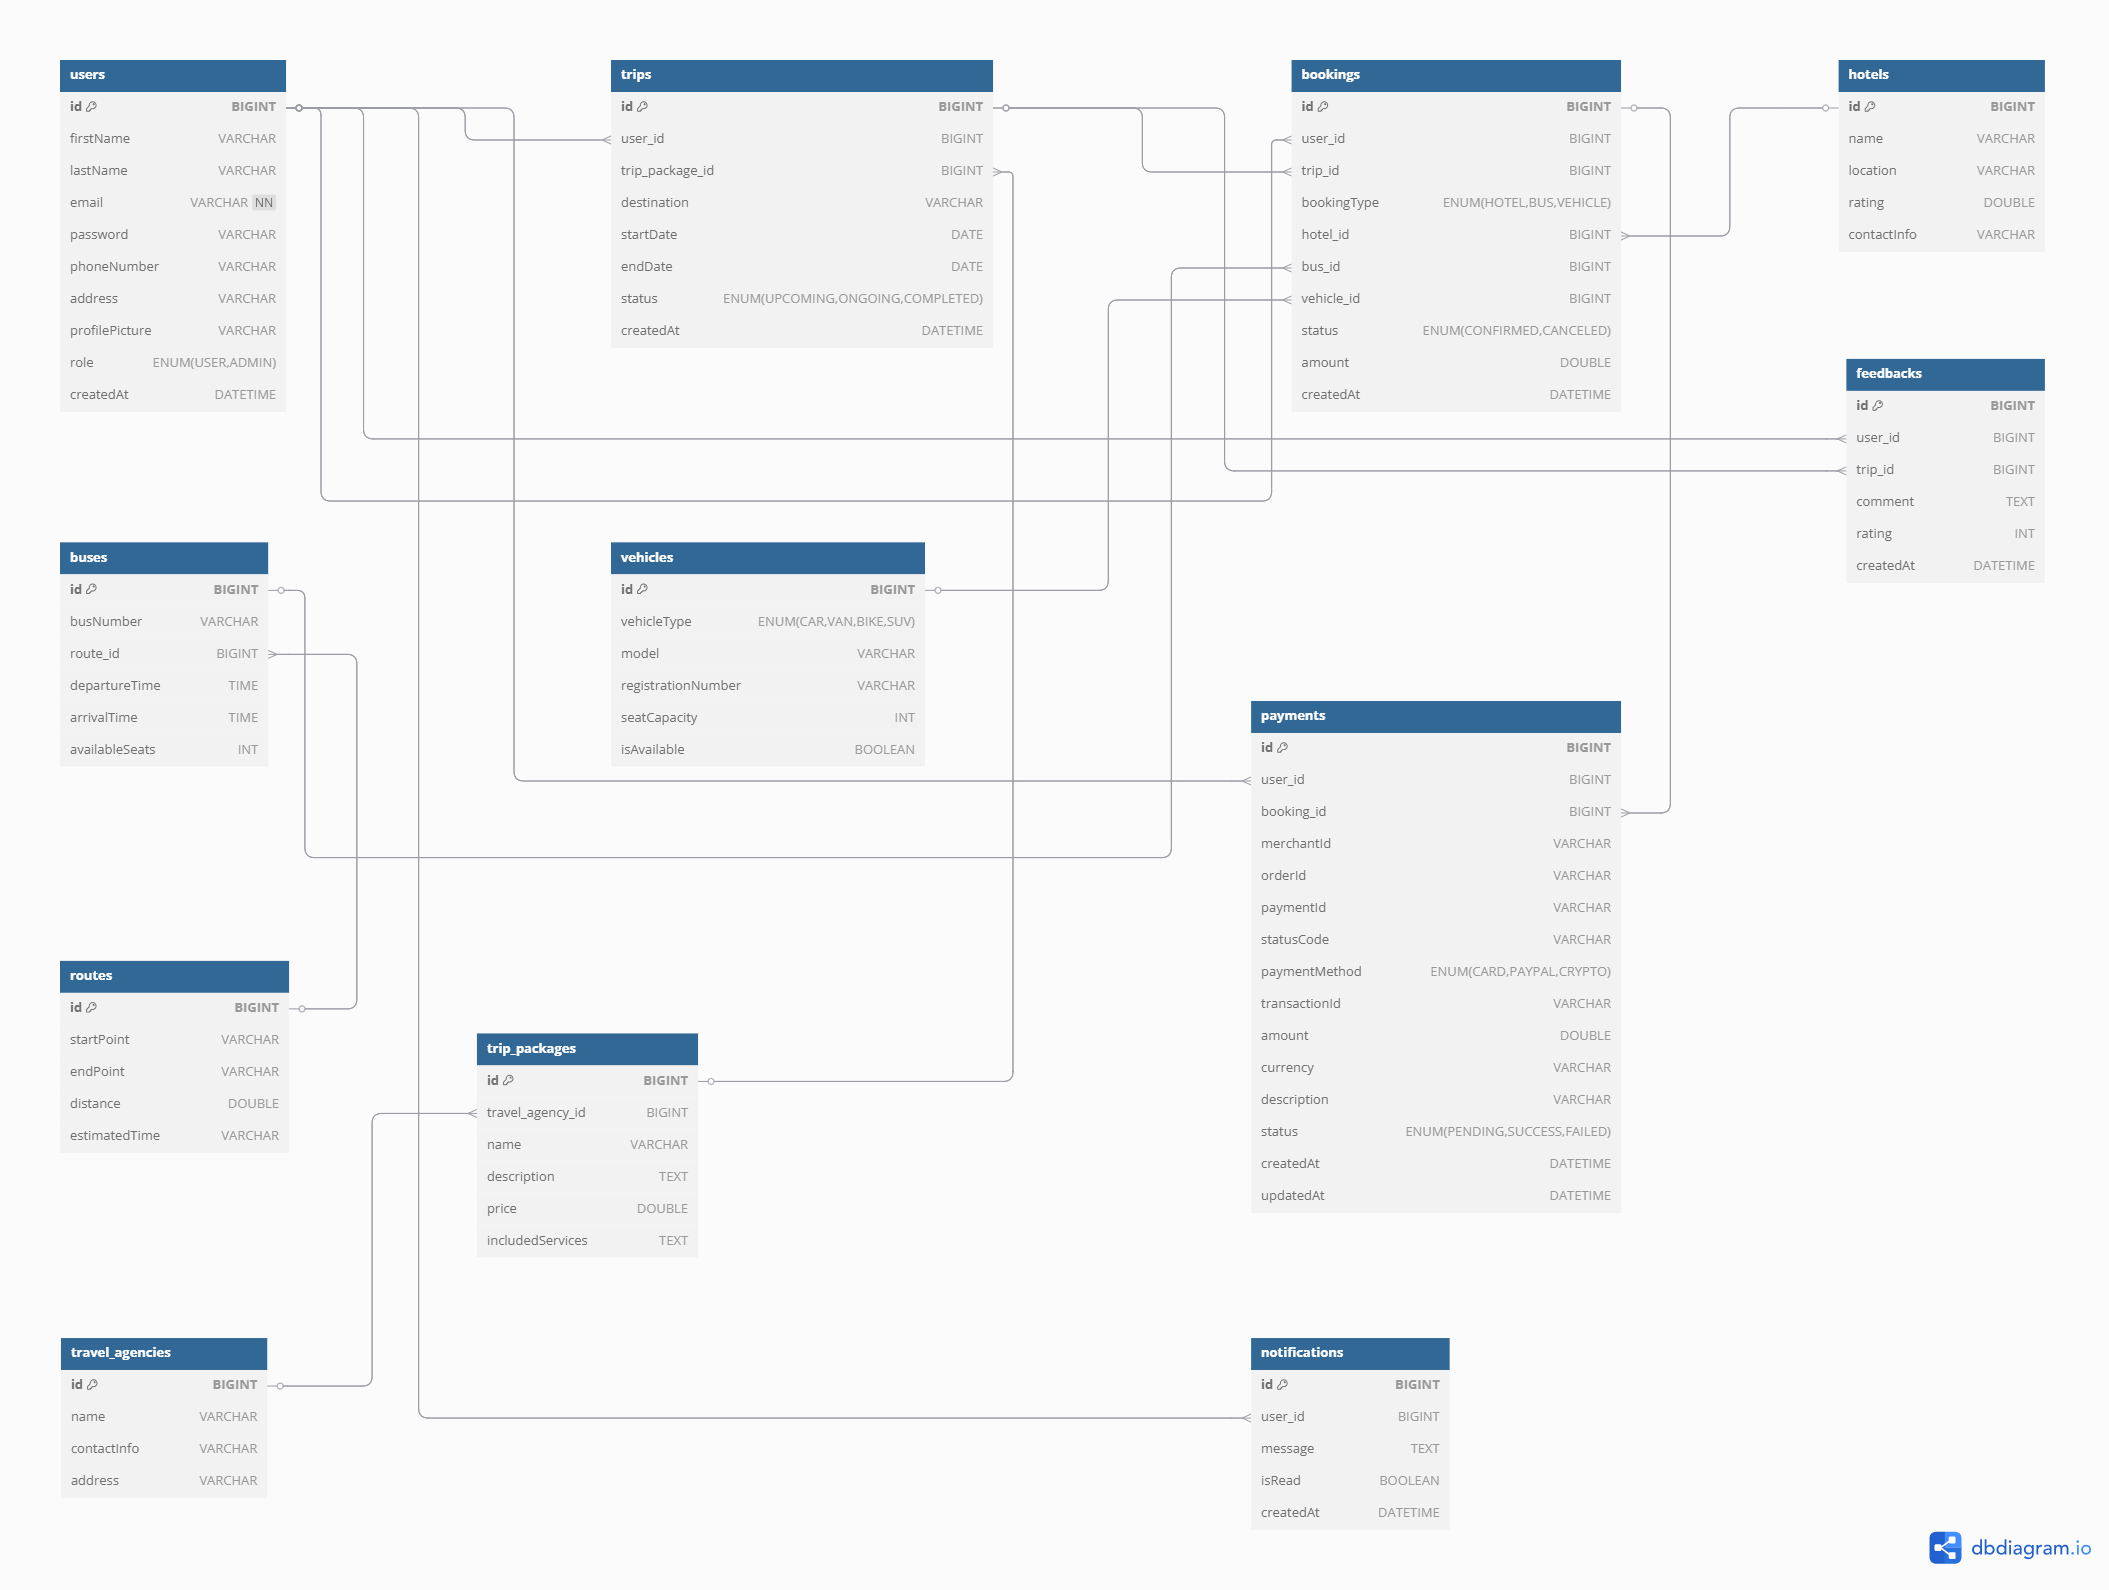 users
id BIGINT
firstName VARCHAR
lastName VARCHAR
email VARCHAR NN
password VARCHAR
phoneNumber VARCHAR
address VARCHAR
profilePicture VARCHAR
role ENUM(USER,ADMIN)
createdAt DATETIME
trips
id BIGINT
user_id BIGINT
trip_package_id BIGINT
destination VARCHAR
startDate DATE
endDate DATE
status ENUM(UPCOMING,ONGOING,COMPLETED)
createdAt DATETIME
bookings
id BIGINT
user_id BIGINT
trip_id BIGINT
bookingType ENUM(HOTEL,BUS,VEHICLE)
hotel_id BIGINT
bus_id BIGINT
vehicle_id BIGINT
status ENUM(CONFIRMED,CANCELED)
amount DOUBLE
createdAt DATETIME
hotels
id BIGINT
name VARCHAR
location VARCHAR
rating DOUBLE
contactInfo VARCHAR
feedbacks
id BIGINT
user_id BIGINT
trip_id BIGINT
comment TEXT
rating INT
createdAt DATETIME
buses
id BIGINT
busNumber VARCHAR
route_id BIGINT
departureTime TIME
arrivalTime TIME
availableSeats INT
vehicles
id BIGINT
vehicleType ENUM(CAR,VAN,BIKE,SUV)
model VARCHAR
registrationNumber VARCHAR
seatCapacity INT
isAvailable BOOLEAN
payments
id BIGINT
user_id BIGINT
booking_id BIGINT
merchantId VARCHAR
orderId VARCHAR
paymentId VARCHAR
statusCode VARCHAR
paymentMethod ENUM(CARD,PAYPAL,CRYPTO)
transactionId VARCHAR
amount DOUBLE
currency VARCHAR
description VARCHAR
status ENUM(PENDING,SUCCESS,FAILED)
createdAt DATETIME
updatedAt DATETIME
routes
id BIGINT
startPoint VARCHAR
endPoint VARCHAR
distance DOUBLE
estimatedTime VARCHAR
trip_packages
id BIGINT
travel_agency_id BIGINT
name VARCHAR
description TEXT
price DOUBLE
includedServices TEXT
travel_agencies
id BIGINT
name VARCHAR
contactInfo VARCHAR
address VARCHAR
notifications
id BIGINT
user_id BIGINT
message TEXT
isRead BOOLEAN
createdAt DATETIME
dbdiagram.io